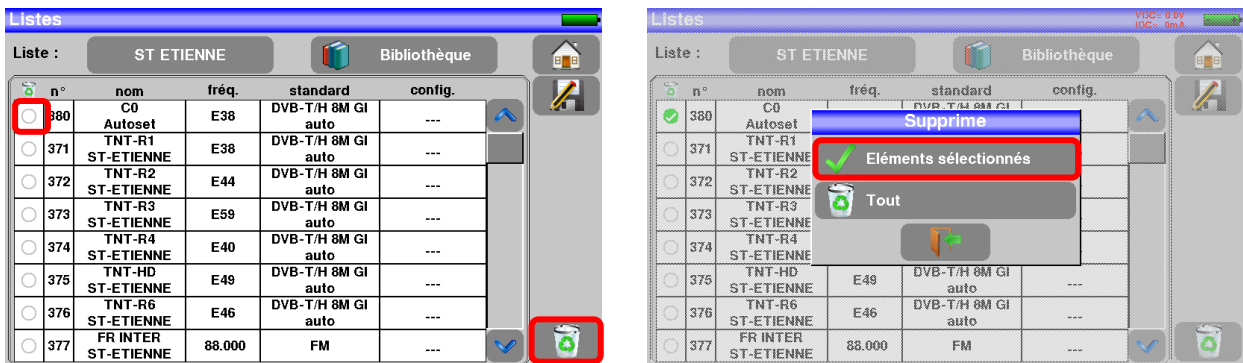 Listes
Liste :
ST ETIENNE
Bibliothèque
n° nom fréq. standard config.
380 C0 Autoset E38 DVB-T/H 8M GI auto ---
371 TNT-R1 ST-ETIENNE E38 DVB-T/H 8M GI auto ---
372 TNT-R2 ST-ETIENNE E44 DVB-T/H 8M GI auto ---
373 TNT-R3 ST-ETIENNE E59 DVB-T/H 8M GI auto ---
374 TNT-R4 ST-ETIENNE E40 DVB-T/H 8M GI auto ---
375 TNT-HD ST-ETIENNE E49 DVB-T/H 8M GI auto ---
376 TNT-R6 ST-ETIENNE E46 DVB-T/H 8M GI auto ---
377 FR INTER ST-ETIENNE 88.000 FM ---
Listes
VDC= 0.0V
IDC= 0mA
Liste :
ST ETIENNE
Bibliothèque
n° nom fréq. standard config.
380 C0 Autoset DVB-T/H 8M GI
371 TNT-R1 ST-ETIENNE
372 TNT-R2 ST-ETIENNE
373 TNT-R3 ST-ETIENNE
374 TNT-R4 ST-ETIENNE
375 TNT-HD ST-ETIENNE E49 DVB-T/H 8M GI auto ---
376 TNT-R6 ST-ETIENNE E46 DVB-T/H 8M GI auto ---
377 FR INTER ST-ETIENNE 88.000 FM ---
Supprime
Eléments sélectionnés
Tout